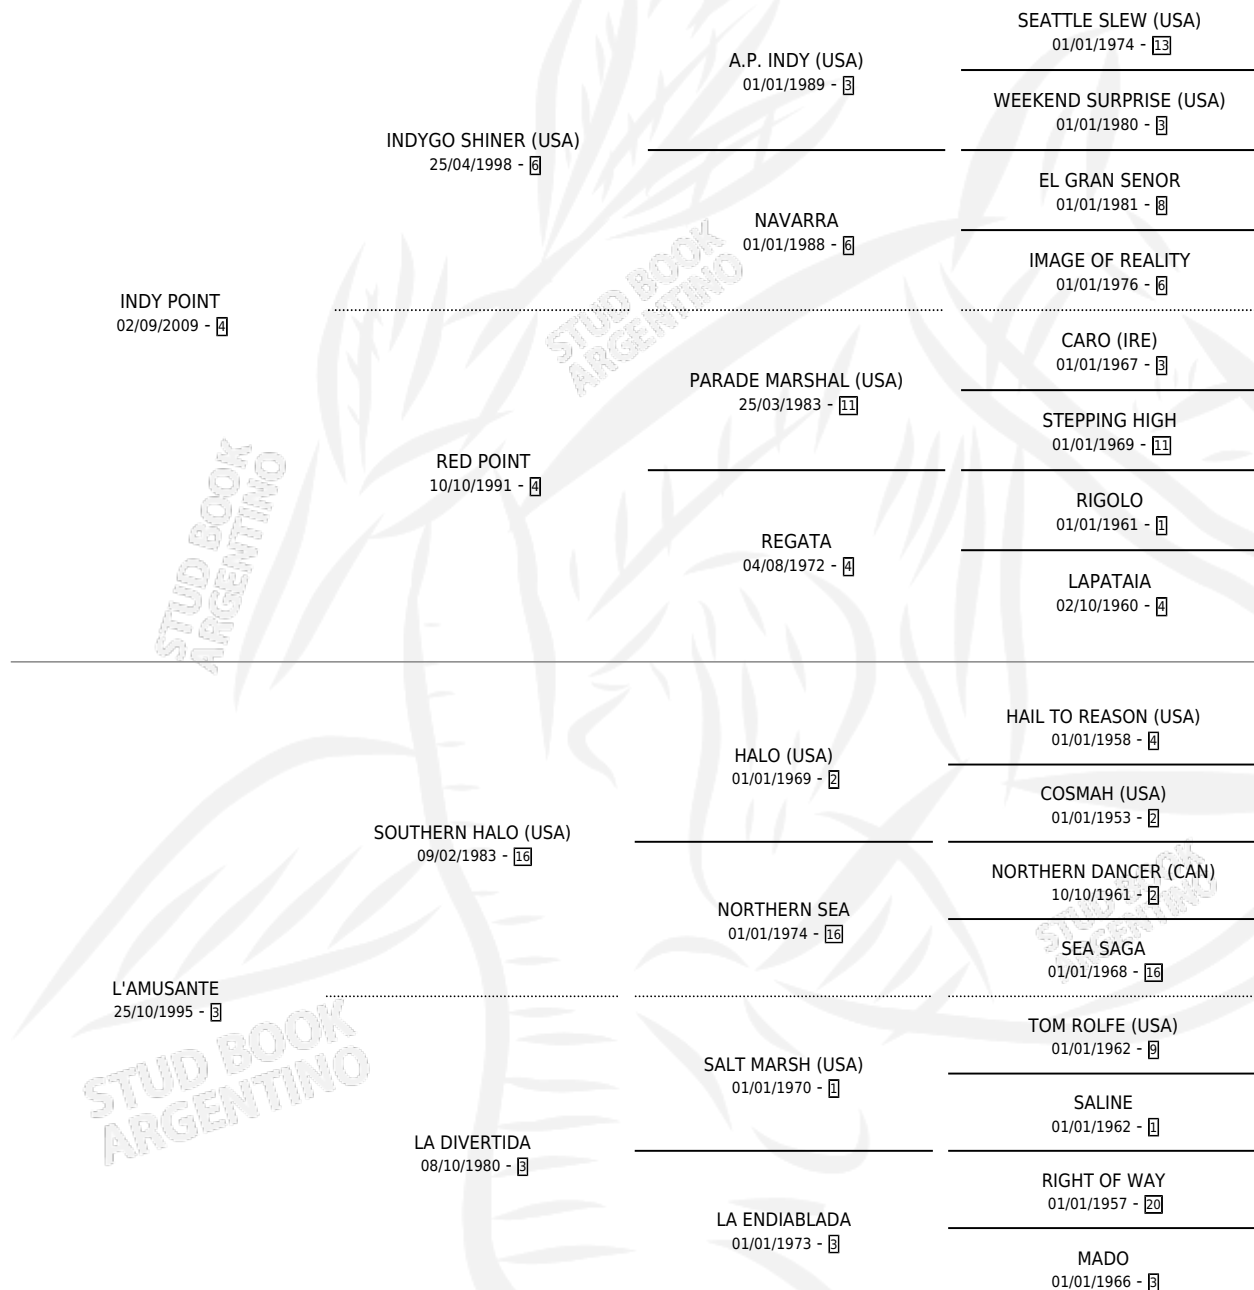 SEATTLE SLEW (USA)
01/01/1974 - 13
A.P. INDY (USA)
01/01/1989 - 3
WEEKEND SURPRISE (USA)
01/01/1980 - 3
INDYGO SHINER (USA)
25/04/1998 - 6
EL GRAN SENOR
01/01/1981 - 8
NAVARRA
01/01/1988 - 6
IMAGE OF REALITY
01/01/1976 - 6
STUD BOOK
ARGENTINO
INDY POINT
02/09/2009 - 4
CARO (IRE)
01/01/1967 - 3
PARADE MARSHAL (USA)
25/03/1983 - 11
STEPPING HIGH
01/01/1969 - 11
RED POINT
10/10/1991 - 4
RIGOLO
01/01/1961 - 1
REGATA
04/08/1972 - 4
LAPATAIA
02/10/1960 - 4
STUD BOOK
ARGENTINO
HAIL TO REASON (USA)
01/01/1958 - 4
HALO (USA)
01/01/1969 - 2
COSMAH (USA)
01/01/1953 - 2
SOUTHERN HALO (USA)
09/02/1983 - 16
NORTHERN DANCER (CAN)
10/10/1961 - 2
NORTHERN SEA
01/01/1974 - 16
SEA SAGA
01/01/1968 - 16
STUD BOOK
ARGENTINO
L'AMUSANTE
25/10/1995 - 3
TOM ROLFE (USA)
01/01/1962 - 9
SALT MARSH (USA)
01/01/1970 - 1
SALINE
01/01/1962 - 1
LA DIVERTIDA
08/10/1980 - 3
RIGHT OF WAY
01/01/1957 - 20
LA ENDIABLADA
01/01/1973 - 3
MADO
01/01/1966 - 3
STUD BOOK
ARGENTINO